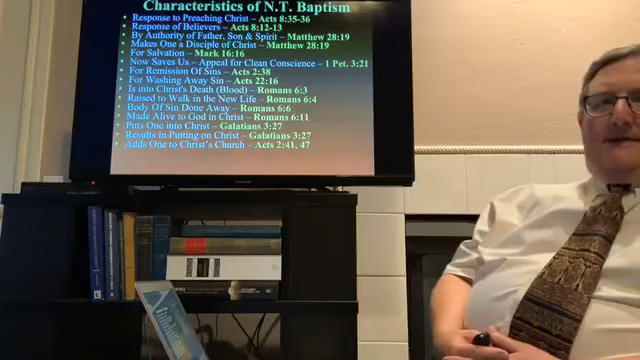 Characteristics of N.T. Baptism
Response to Preaching Christ – Acts 8:35-36
Response of Believers – Acts 8:12-13
By Authority of Father, Son & Spirit – Matthew 28:19
Makes One a Disciple of Christ – Matthew 28:19
For Salvation – Mark 16:16
Now Saves Us – Appeal for Clean Conscience – 1 Pet. 3:21
For Remission Of Sins – Acts 2:38
For Washing Away Sin – Acts 22:16
Is into Christ's Death (Blood) – Romans 6:3
Raised to Walk in the New Life – Romans 6:4
Body Of Sin Done Away – Romans 6:6
Made Alive to God in Christ – Romans 6:11
Puts One into Christ – Galatians 3:27
Results in Putting on Christ – Galatians 3:27
Adds One to Christ's Church – Acts 2:41, 47